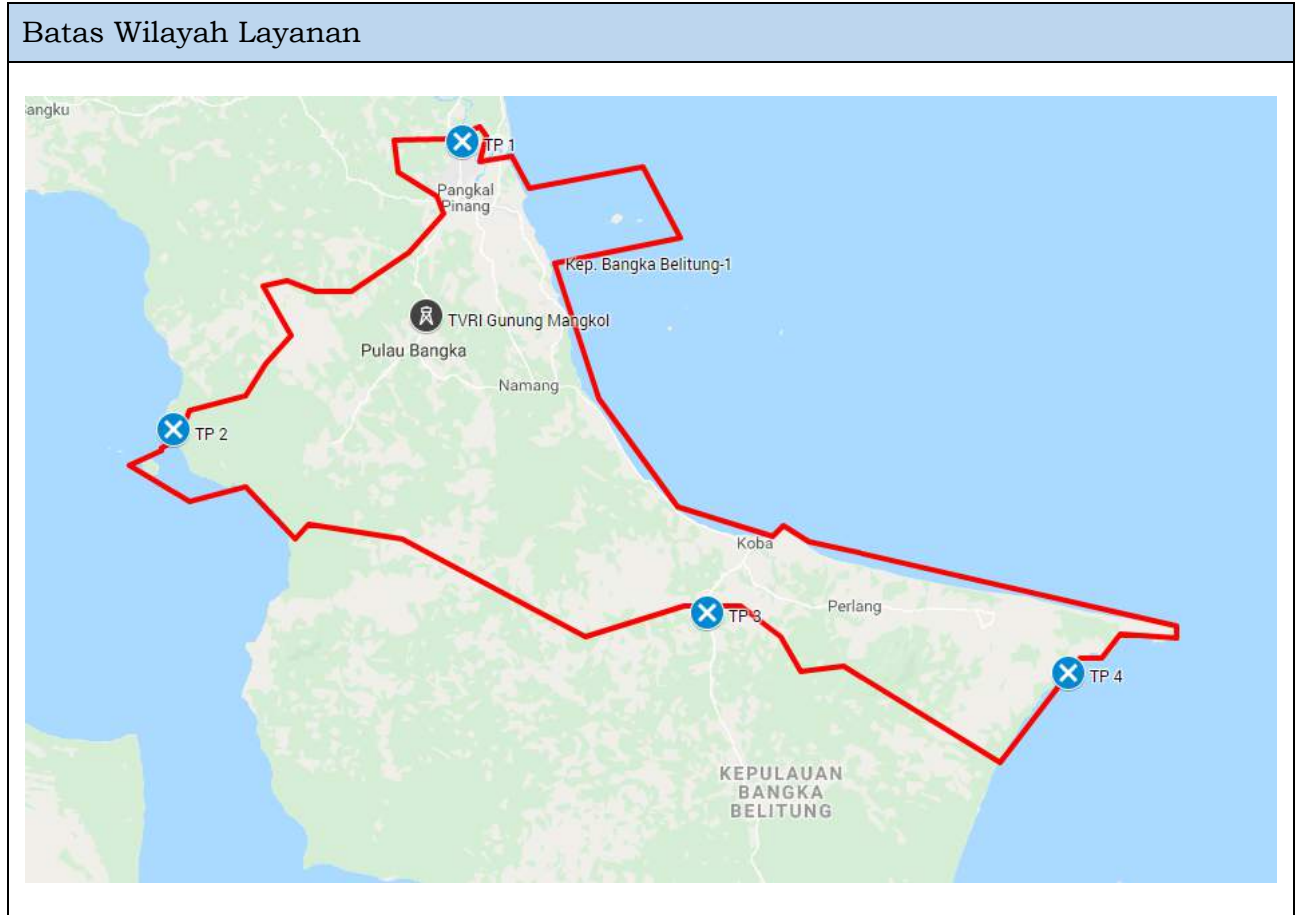 Batas Wilayah Layanan
angku
TP 1
Pangkal
Pinang
Kep. Bangka Belitung-1
TVRI Gunung Mangkol
Pulau Bangka
Namang
TP 2
Koba
Perlang
TP 3
TP 4
KEPULAUAN
BANGKA
BELITUNG